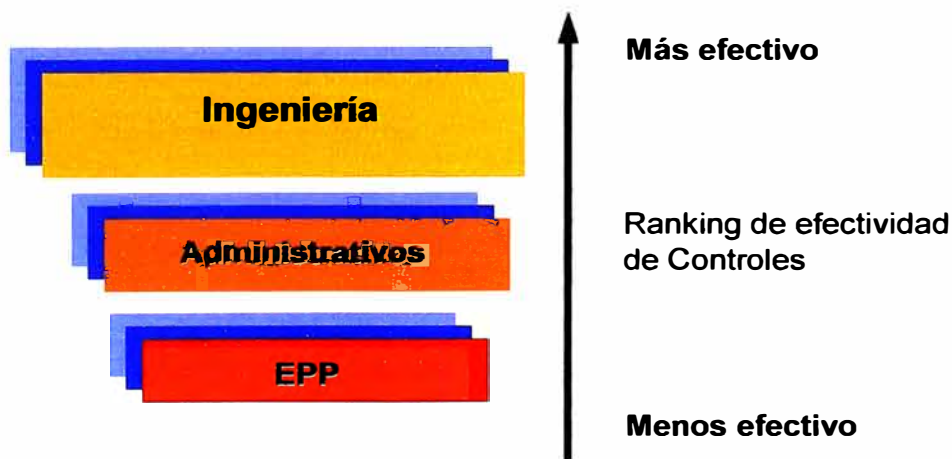 Más efectivo
Ingeniería
Ranking de efectividad
de Controles
Administrativos
EPP
Menos efectivo